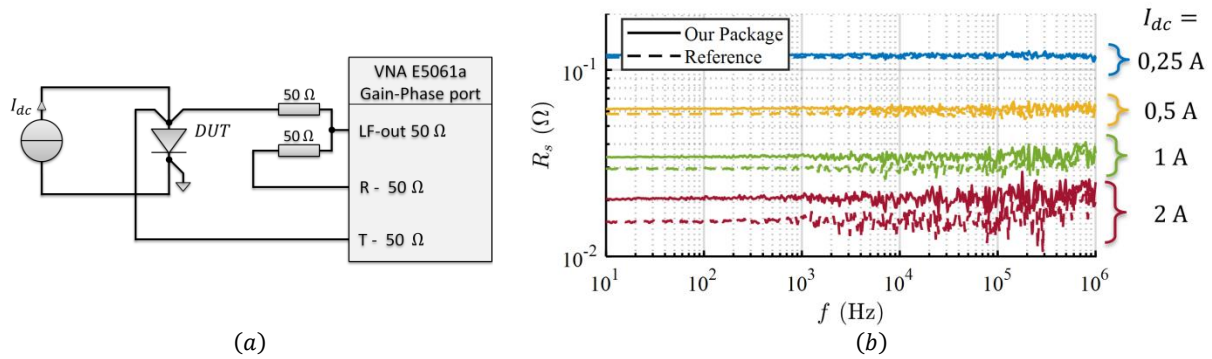 VNA E5061a
Gain-Phase port
50 Ω
50 Ω
LF-out 50 Ω
R - 50 Ω
T - 50 Ω
I_dc
DUT
(a)
Our Package
Reference
R_s (Ω)
10^-1
10^-2
10^1 10^2 10^3 10^4 10^5 10^6
f (Hz)
I_dc =
0,25 A
0,5 A
1 A
2 A
(b)